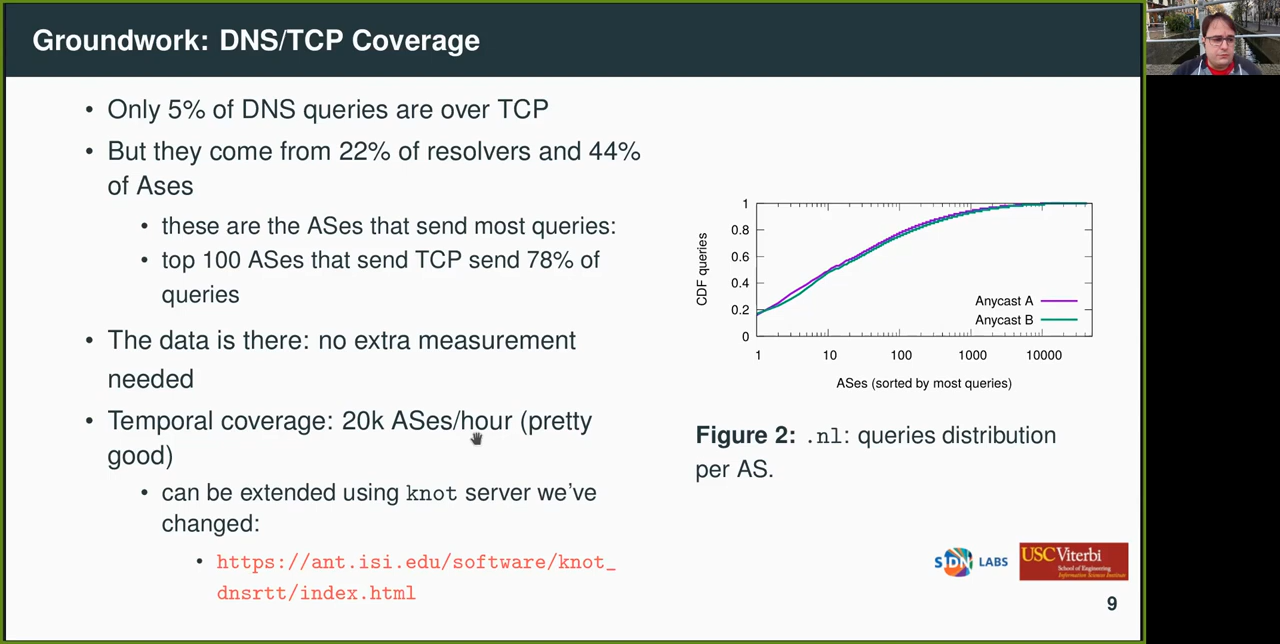 Groundwork: DNS/TCP Coverage
• Only 5% of DNS queries are over TCP
• But they come from 22% of resolvers and 44%
of Ases
• these are the ASes that send most queries:
• top 100 ASes that send TCP send 78% of
queries
• The data is there: no extra measurement
needed
• Temporal coverage: 20k ASes/hour (pretty
good)
• can be extended using knot server we've
changed:
• https://ant.isi.edu/software/knot_
dnsrtt/index.html
CDF queries
1
0.8
0.6
0.4
0.2
0
Anycast A
Anycast B
1 10 100 1000 10000
ASes (sorted by most queries)
Figure 2: .nl: queries distribution
per AS.
SIDN LABS
USC Viterbi
School of Engineering
Information Sciences Institute
9